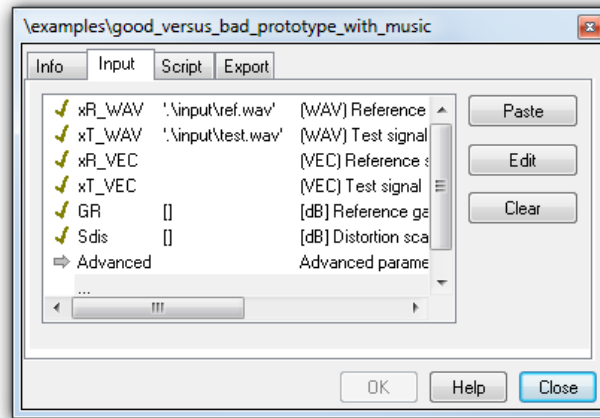 \examples\good_versus_bad_prototype_with_music
Info Input Script Export
xR_WAV '.\input\ref.wav' (WAV) Reference
xT_WAV '.\input\test.wav' (WAV) Test signal
xR_VEC (VEC) Reference s
xT_VEC (VEC) Test signal
GR [] [dB] Reference ga
Sdis [] [dB] Distortion sca
Advanced Advanced parame
...
Paste
Edit
Clear
OK Help Close